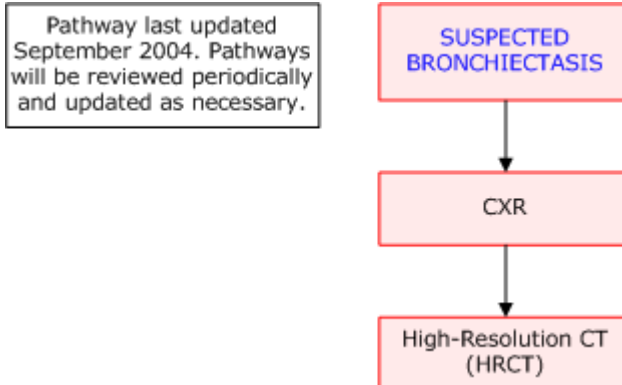 Pathway last updated
September 2004. Pathways
will be reviewed periodically
and updated as necessary.
SUSPECTED
BRONCHIECTASIS
CXR
High-Resolution CT
(HRCT)